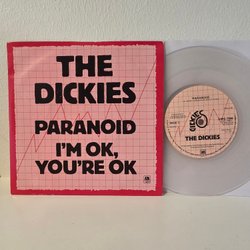 THE
DICKIES
PARANOID
I'M OK,
YOU'RE OK
PARANOID
THE DICKIES